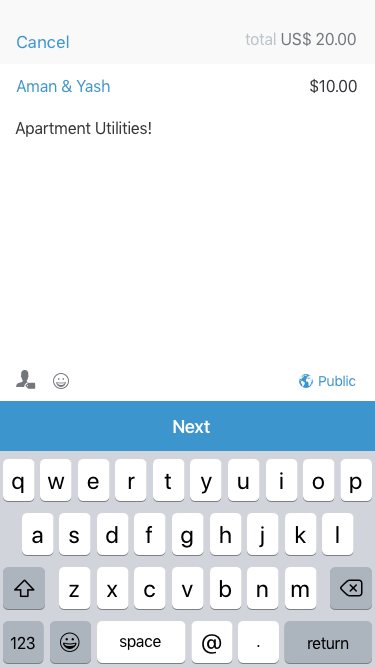 Cancel total US$ 20.00
Aman & Yash $10.00
Apartment Utilities!
Public
Next
q w e r t y u i o p
a s d f g h j k l
z x c v b n m
123 space @ . return